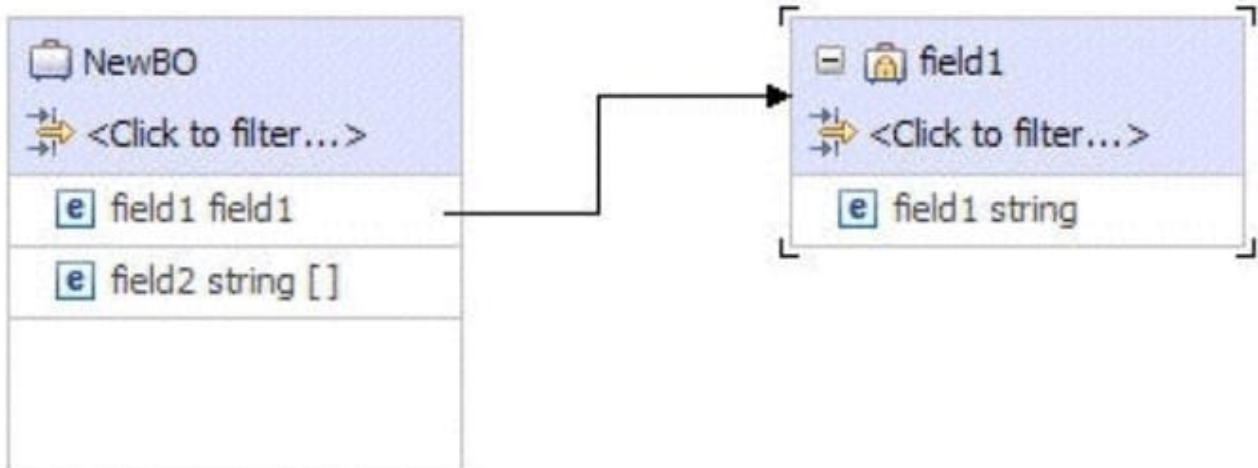 NewBO
<Click to filter...>
e field1 field1
e field2 string []
field1
<Click to filter...>
e field1 string